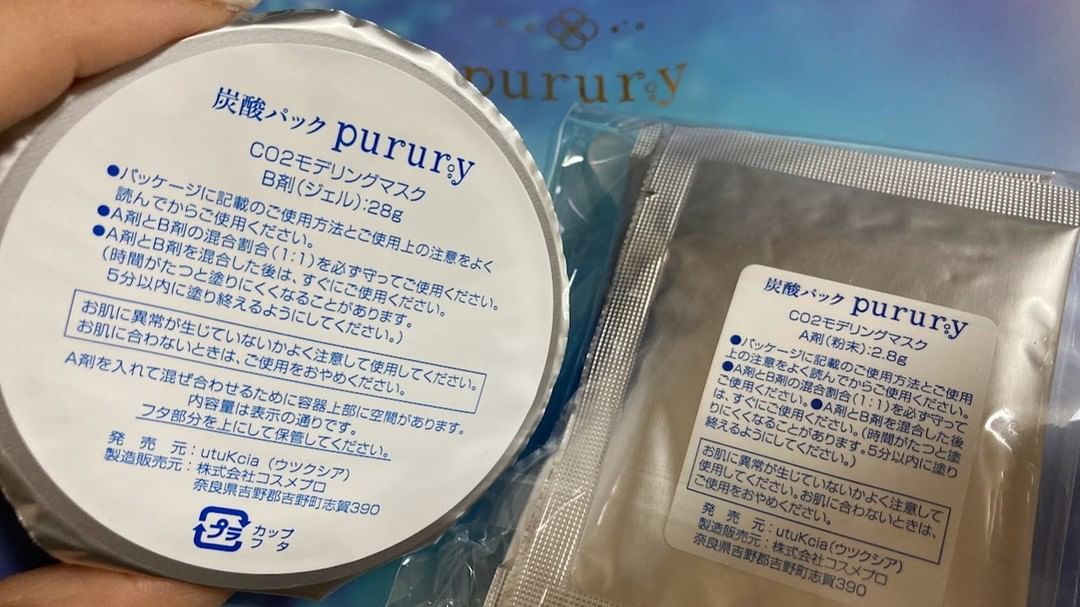 purury
炭酸パック purury
CO2モデリングマスク
B剤(ジェル):28g
●パッケージに記載のご使用方法とご使用上の注意をよく
読んでからご使用ください。
●A剤とB剤の混合割合(1:1)を必ず守ってご使用ください。
●A剤とB剤を混合した後は、すぐにご使用ください。
(時間がたつと塗りにくくなることがあります。
5分以内に塗り終えるようにしてください。)
お肌に異常が生じていないかよく注意して使用してください。
お肌に合わないときは、ご使用をおやめください。
A剤を入れて混ぜ合わせるために容器上部に空間があります。
内容量は表示の通りです。
フタ部分を上にして保管してください。
発売元:utuKcia(ウツクシア)
製造販売元:株式会社コスメプロ
奈良県吉野郡吉野町志賀390
プラ
カップ
フタ
炭酸パック purury
CO2モデリングマスク
A剤(粉末):2.8g
●パッケージに記載のご使用方法とご使用
上の注意をよく読んでからご使用ください。
●A剤とB剤の混合割合(1:1)を必ず守って
ご使用ください。●A剤とB剤を混合した後
は、すぐにご使用ください。(時間がたつと塗
りにくくなることがあります。5分以内に塗り
終えるようにしてください。)
お肌に異常が生じていないかよく注意して
使用してください。お肌に合わないときは、
ご使用をおやめください。
発売元:utuKcia(ウツクシア)
製造販売元:株式会社コスメプロ
奈良県吉野郡吉野町志賀390